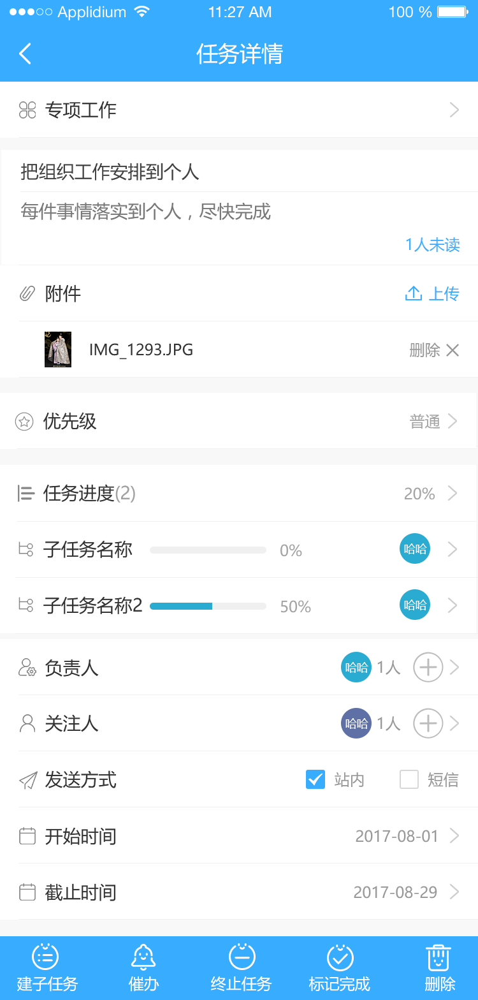 Applidium 11:27 AM 100 %
任务详情
专项工作
把组织工作安排到个人
每件事情落实到个人，尽快完成
1人未读
附件 上传
IMG_1293.JPG 删除
优先级 普通
任务进度(2) 20%
子任务名称 0% 哈哈
子任务名称2 50% 哈哈
负责人 哈哈 1人
关注人 哈哈 1人
发送方式 站内 短信
开始时间 2017-08-01
截止时间 2017-08-29
建子任务 催办 终止任务 标记完成 删除